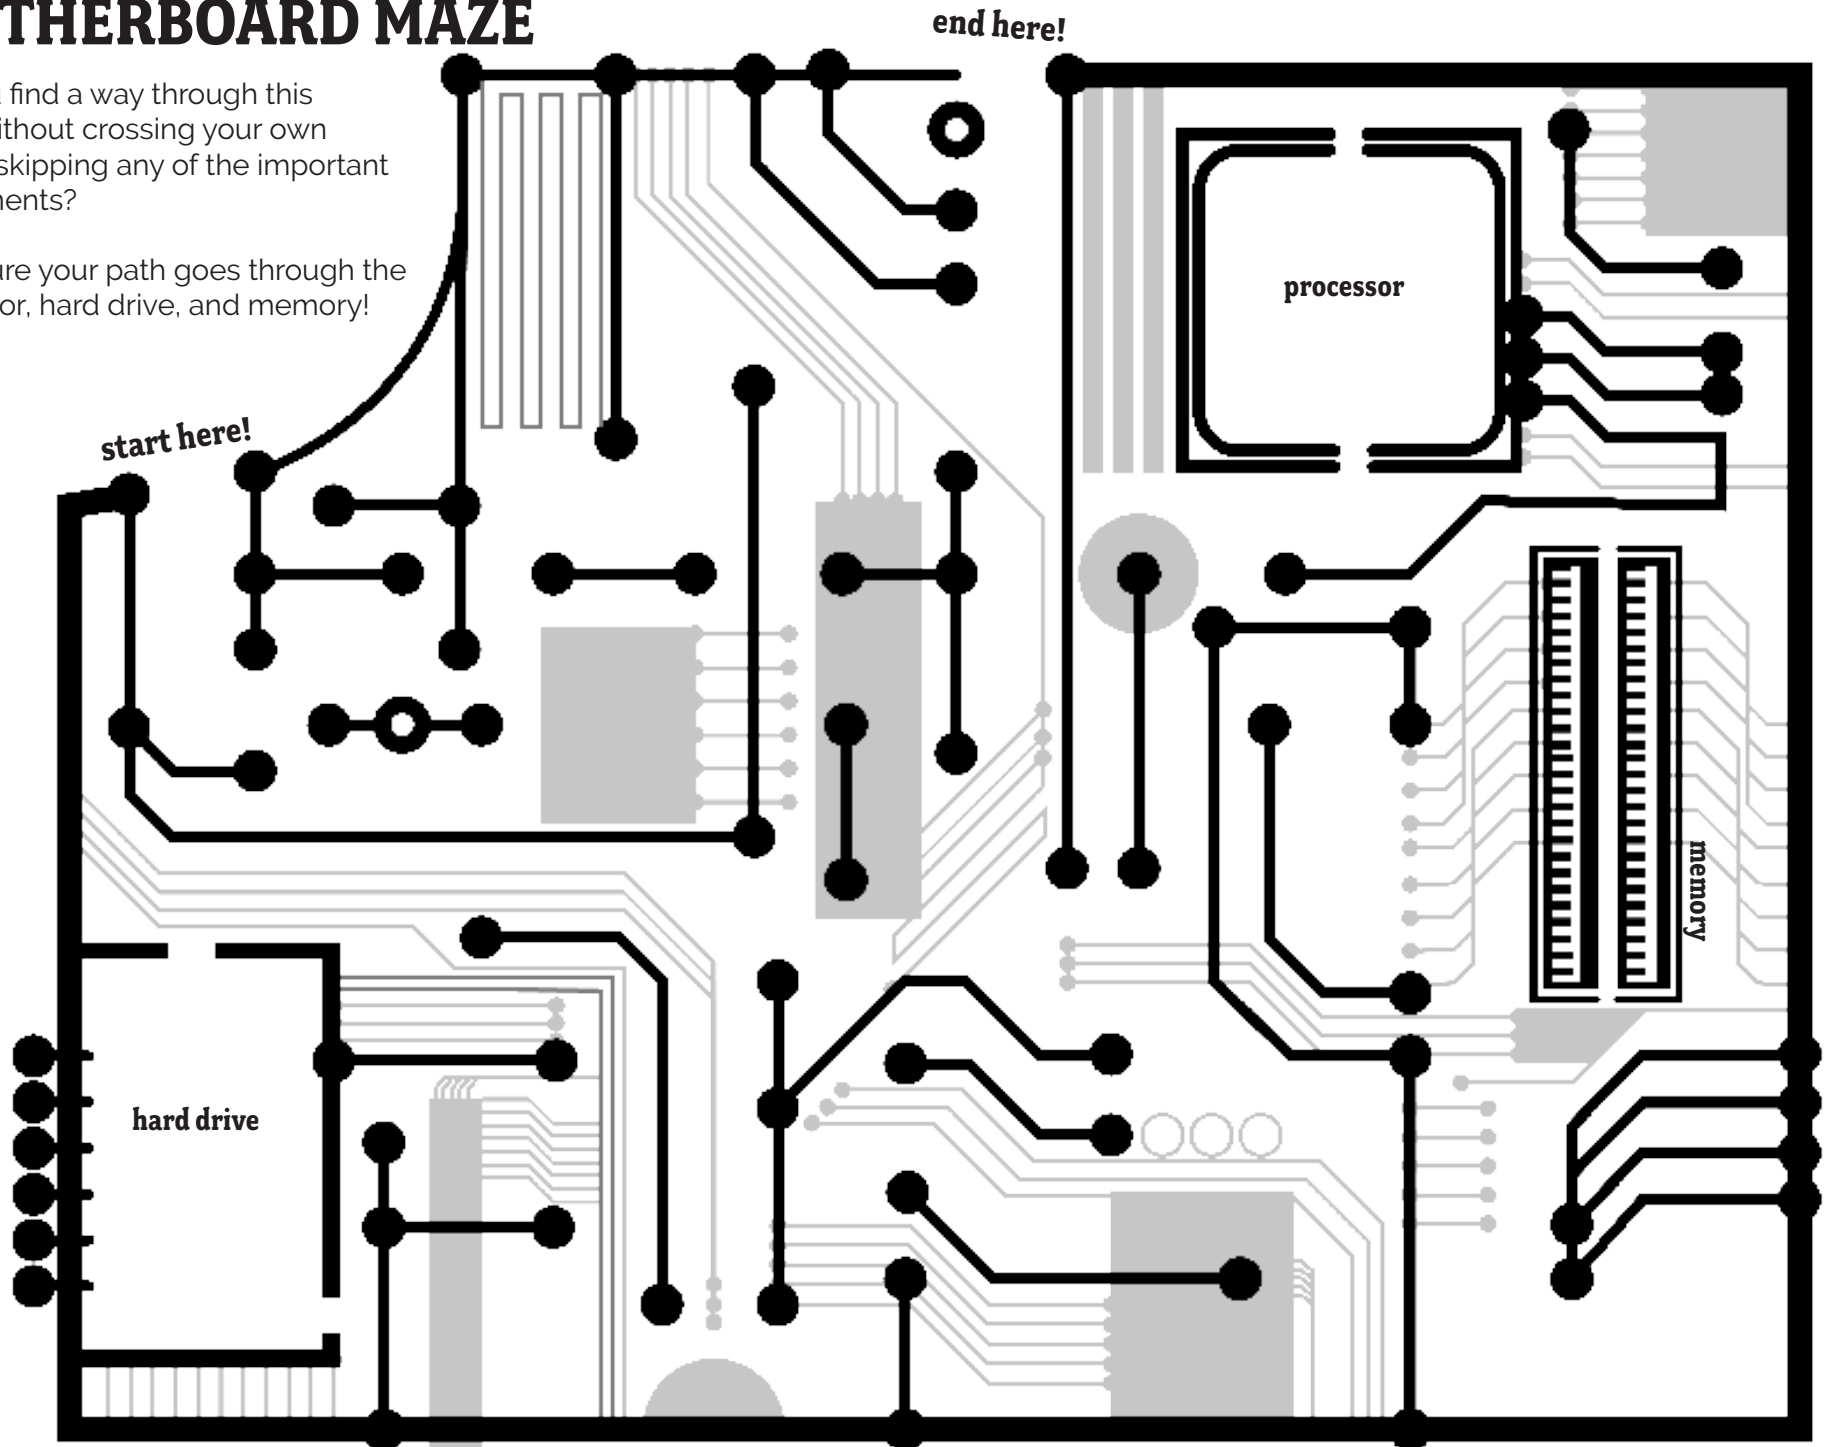 THERBOARD MAZE
find a way through this
ithout crossing your own
skipping any of the important
nents?
ure your path goes through the
or, hard drive, and memory!
end here!
start here!
processor
memory
hard drive